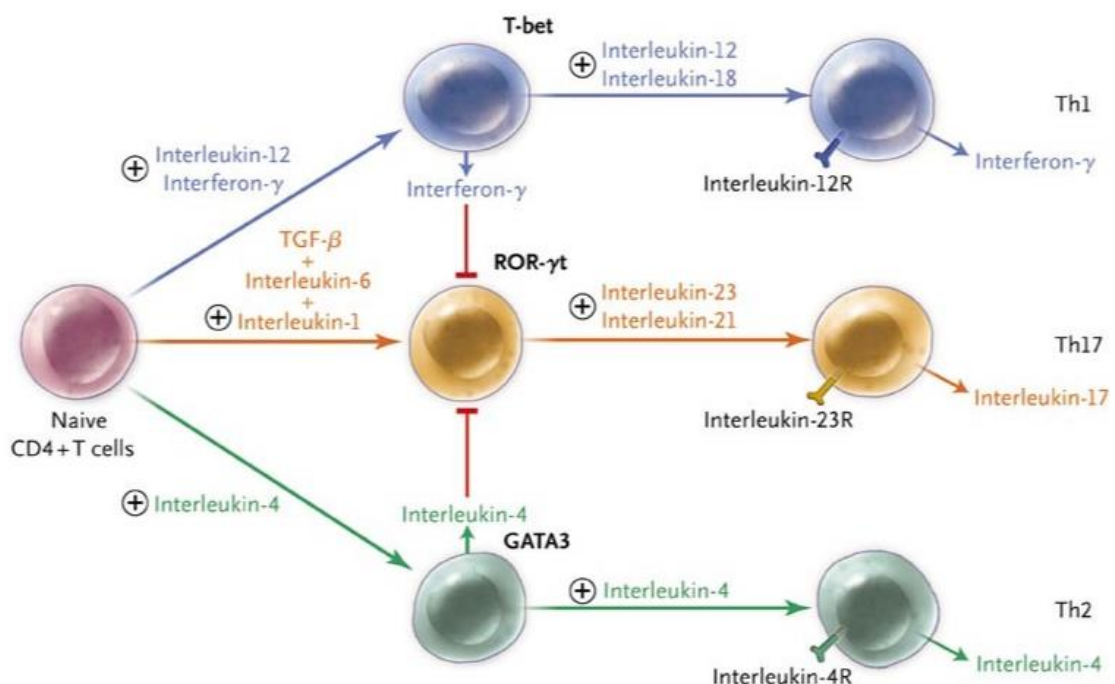 T-bet
⊕ Interleukin-12
Interleukin-18
Th1
⊕ Interleukin-12
Interferon-γ
Interferon-γ
Interleukin-12R
Interferon-γ
TGF-β
+
Interleukin-6
+
⊕ Interleukin-1
ROR-γt
⊕ Interleukin-23
Interleukin-21
Th17
Naive
CD4+T cells
Interleukin-23R
Interleukin-17
⊕ Interleukin-4
Interleukin-4
GATA3
⊕ Interleukin-4
Th2
Interleukin-4R
Interleukin-4